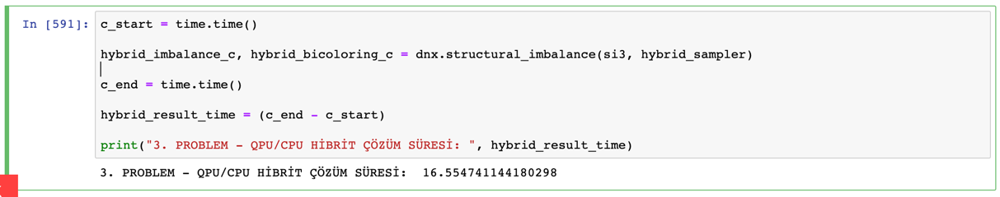 In [591]: c_start = time.time()
hybrid_imbalance_c, hybrid_bicoloring_c = dnx.structural_imbalance(si3, hybrid_sampler)
c_end = time.time()
hybrid_result_time = (c_end - c_start)
print("3. PROBLEM - QPU/CPU HİBRİT ÇÖZÜM SÜRESİ: ", hybrid_result_time)
3. PROBLEM - QPU/CPU HİBRİT ÇÖZÜM SÜRESİ:  16.554741144180298